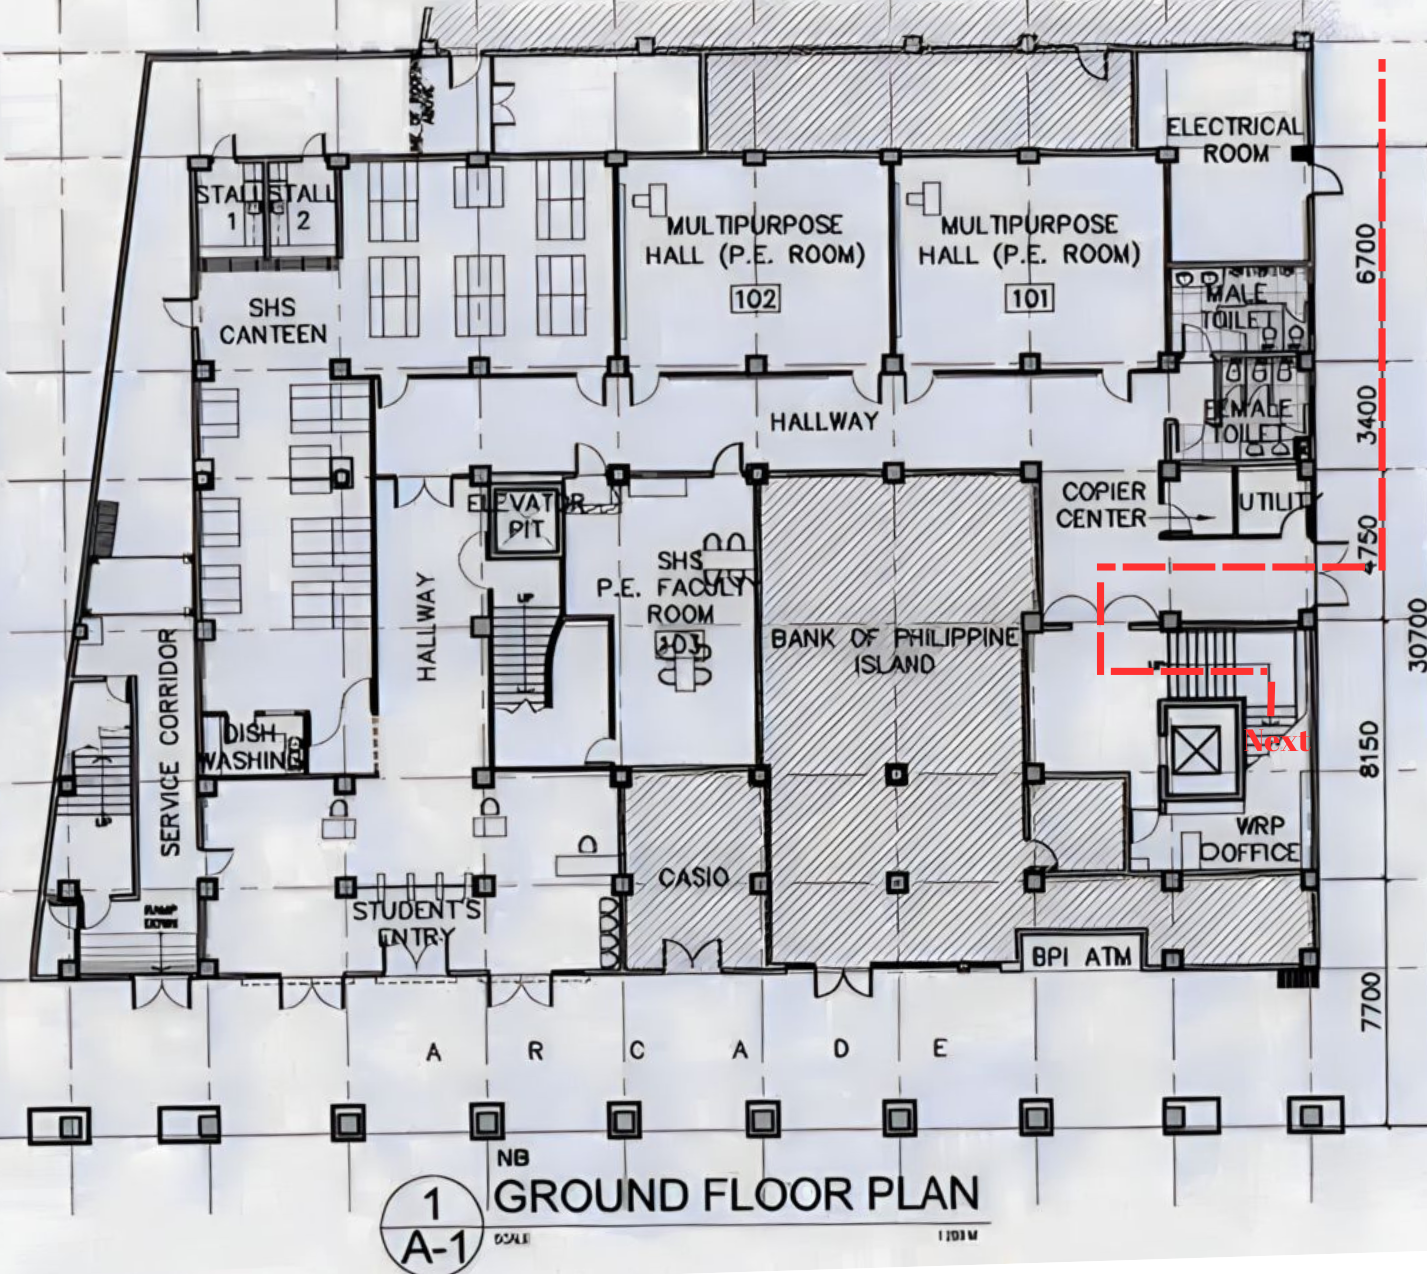 ELECTRICAL
ROOM
STALL
1
STALL
2
MULTIPURPOSE
HALL (P.E. ROOM)
102
MULTIPURPOSE
HALL (P.E. ROOM)
101
6700
MALE
TOILET
SHS
CANTEEN
HALLWAY
FEMALE
TOILET
3400
ELEVATOR
PIT
COPIER
CENTER
UTILITY
4750
SHS
P.E. FACULTY
ROOM
103
HALLWAY
UP
BANK OF PHILIPPINE
ISLAND
30700
SERVICE CORRIDOR
DISH
WASHING
Next
8150
UP
WRP
OFFICE
CASIO
STUDENT'S
ENTRY
RAMP
DOWN
BPI ATM
7700
A R C A D E
NB
1
GROUND FLOOR PLAN
A-1
SCALE